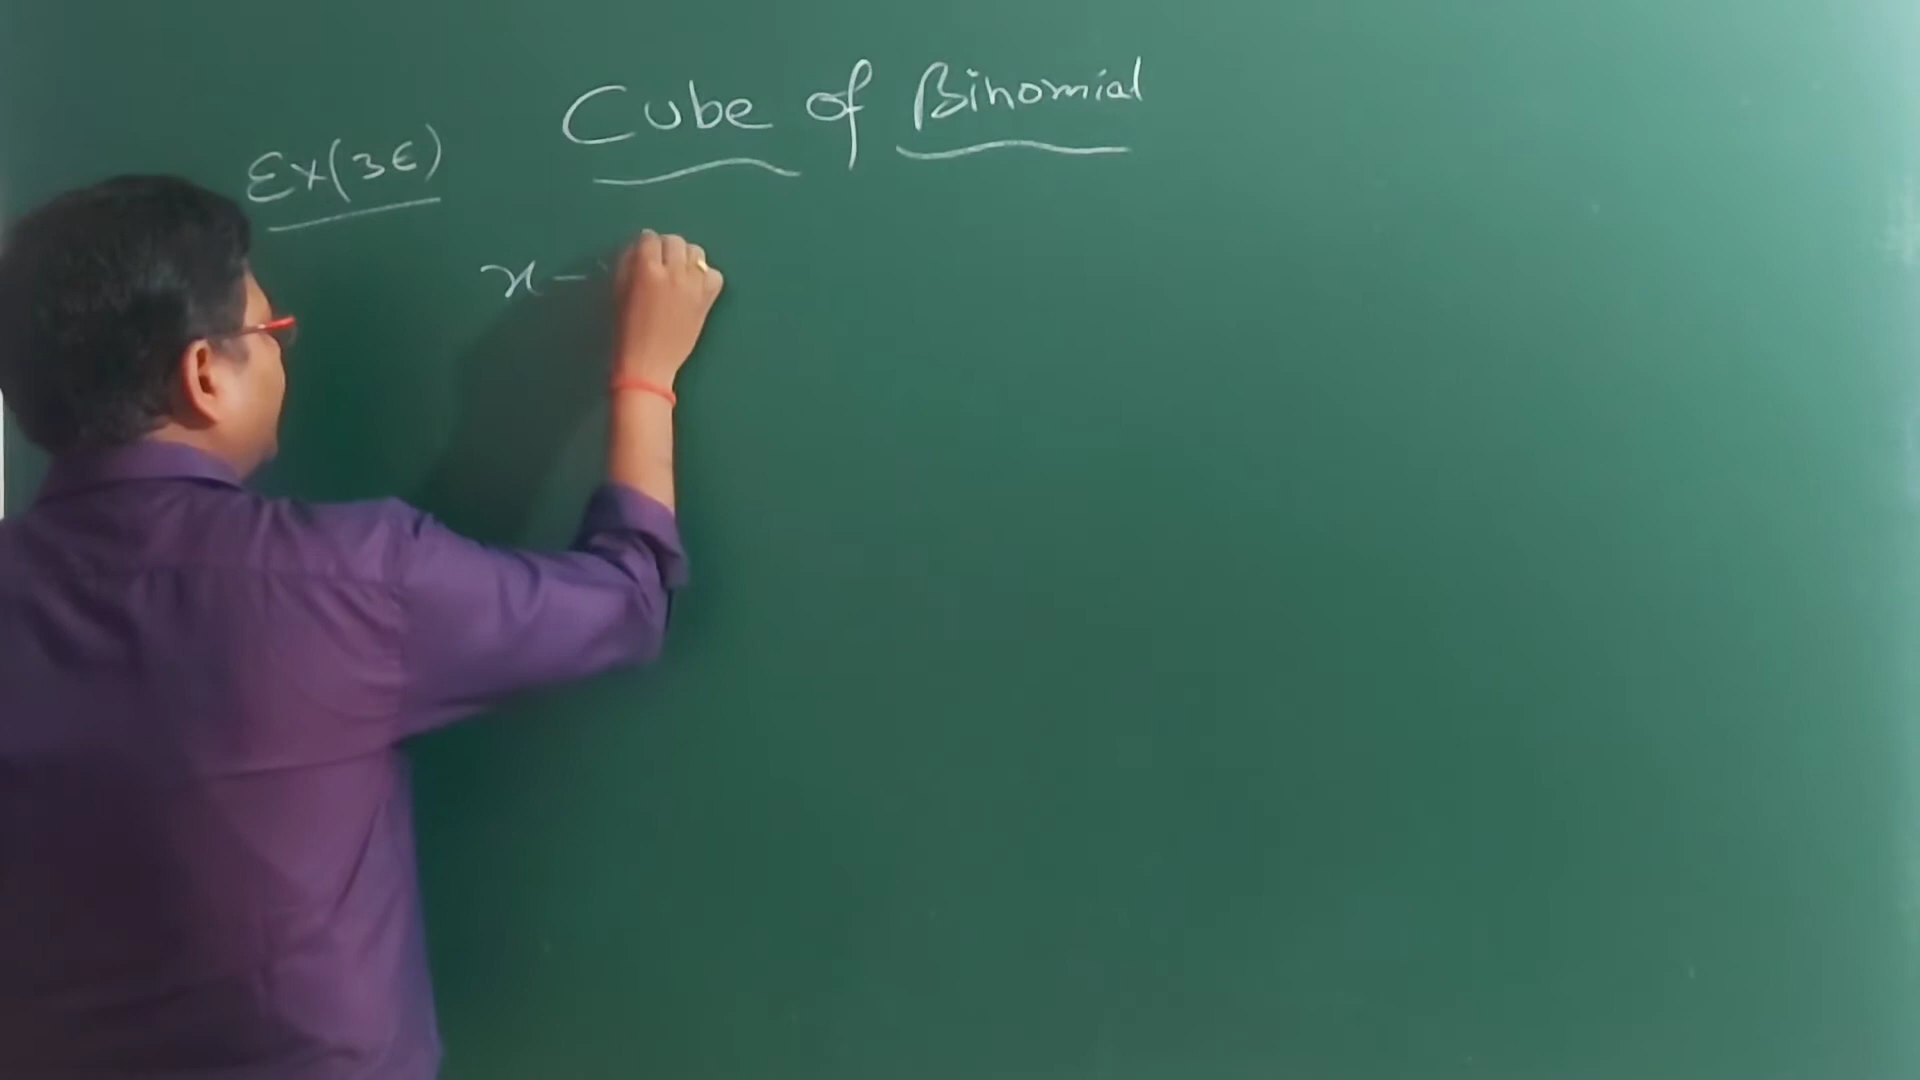 Cube of Binomial
Ex(3E)
x -